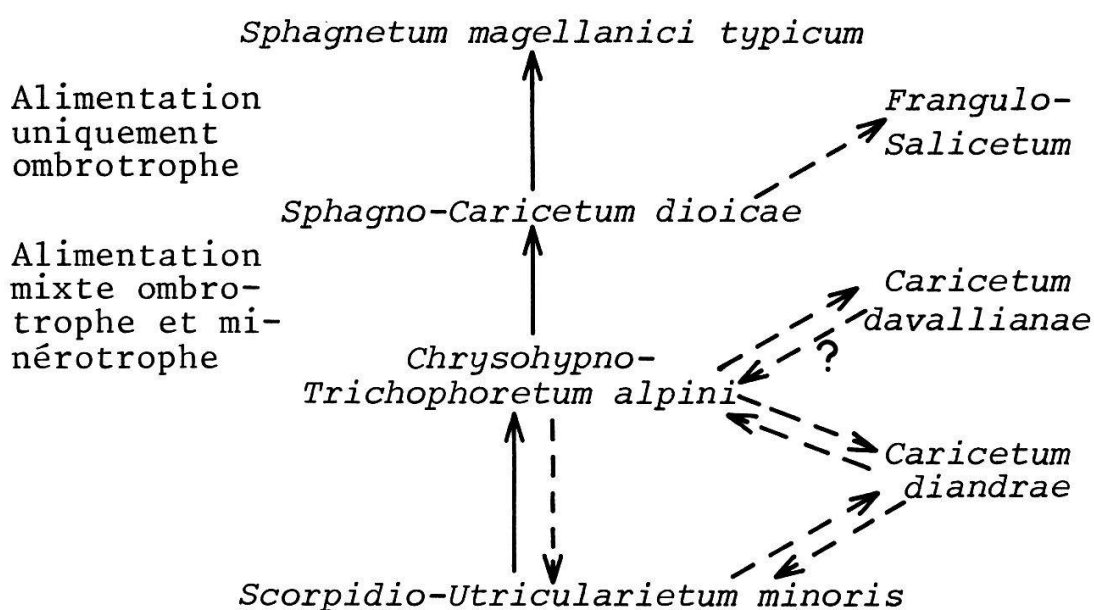 Sphagnetum magellanici typicum
Alimentation
uniquement
ombrotrophe
Frangulo-
Salicetum
Sphagno-Caricetum dioicae
Alimentation
mixte ombro-
trophe et mi-
nérotrophe
Caricetum
davallianae
?
Chrysohypno-
Trichophoretum alpini
Caricetum
diandrae
Scorpidio-Utricularietum minoris